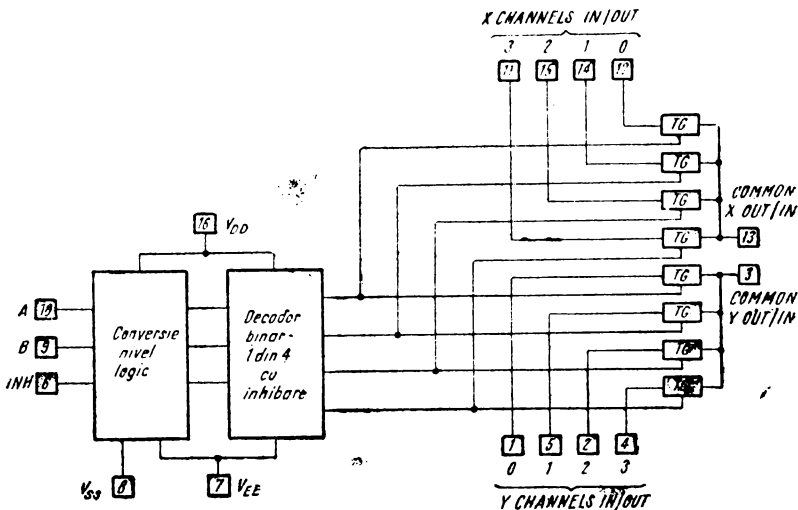 X CHANNELS IN/OUT
3 2 1 0
11 15 14 12
TG
TG
TG
TG
COMMON
X OUT/IN
13
TG
TG
TG
3
COMMON
Y OUT/IN
16 VDD
A 10
B 9
INH 6
Conversie
nivel
logic
Decodor
binar-
1 din 4
cu
inhibare
VSS 8
7 VEE
1 5 2 4
0 1 2 3
Y CHANNELS IN/OUT